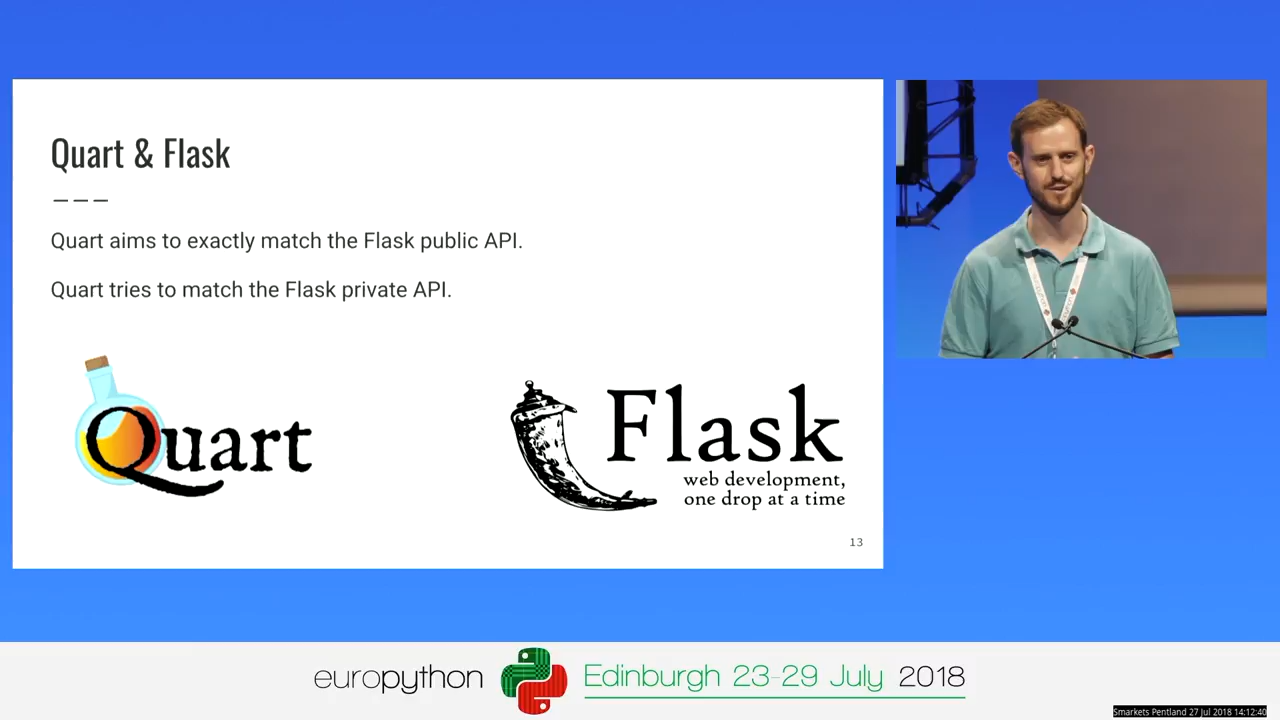 Quart & Flask
Quart aims to exactly match the Flask public API.
Quart tries to match the Flask private API.
Quart
Flask
web development,
one drop at a time
13
europython
Edinburgh 23-29 July 2018
Smarkets Pentland 27 Jul 2018 14:12:40